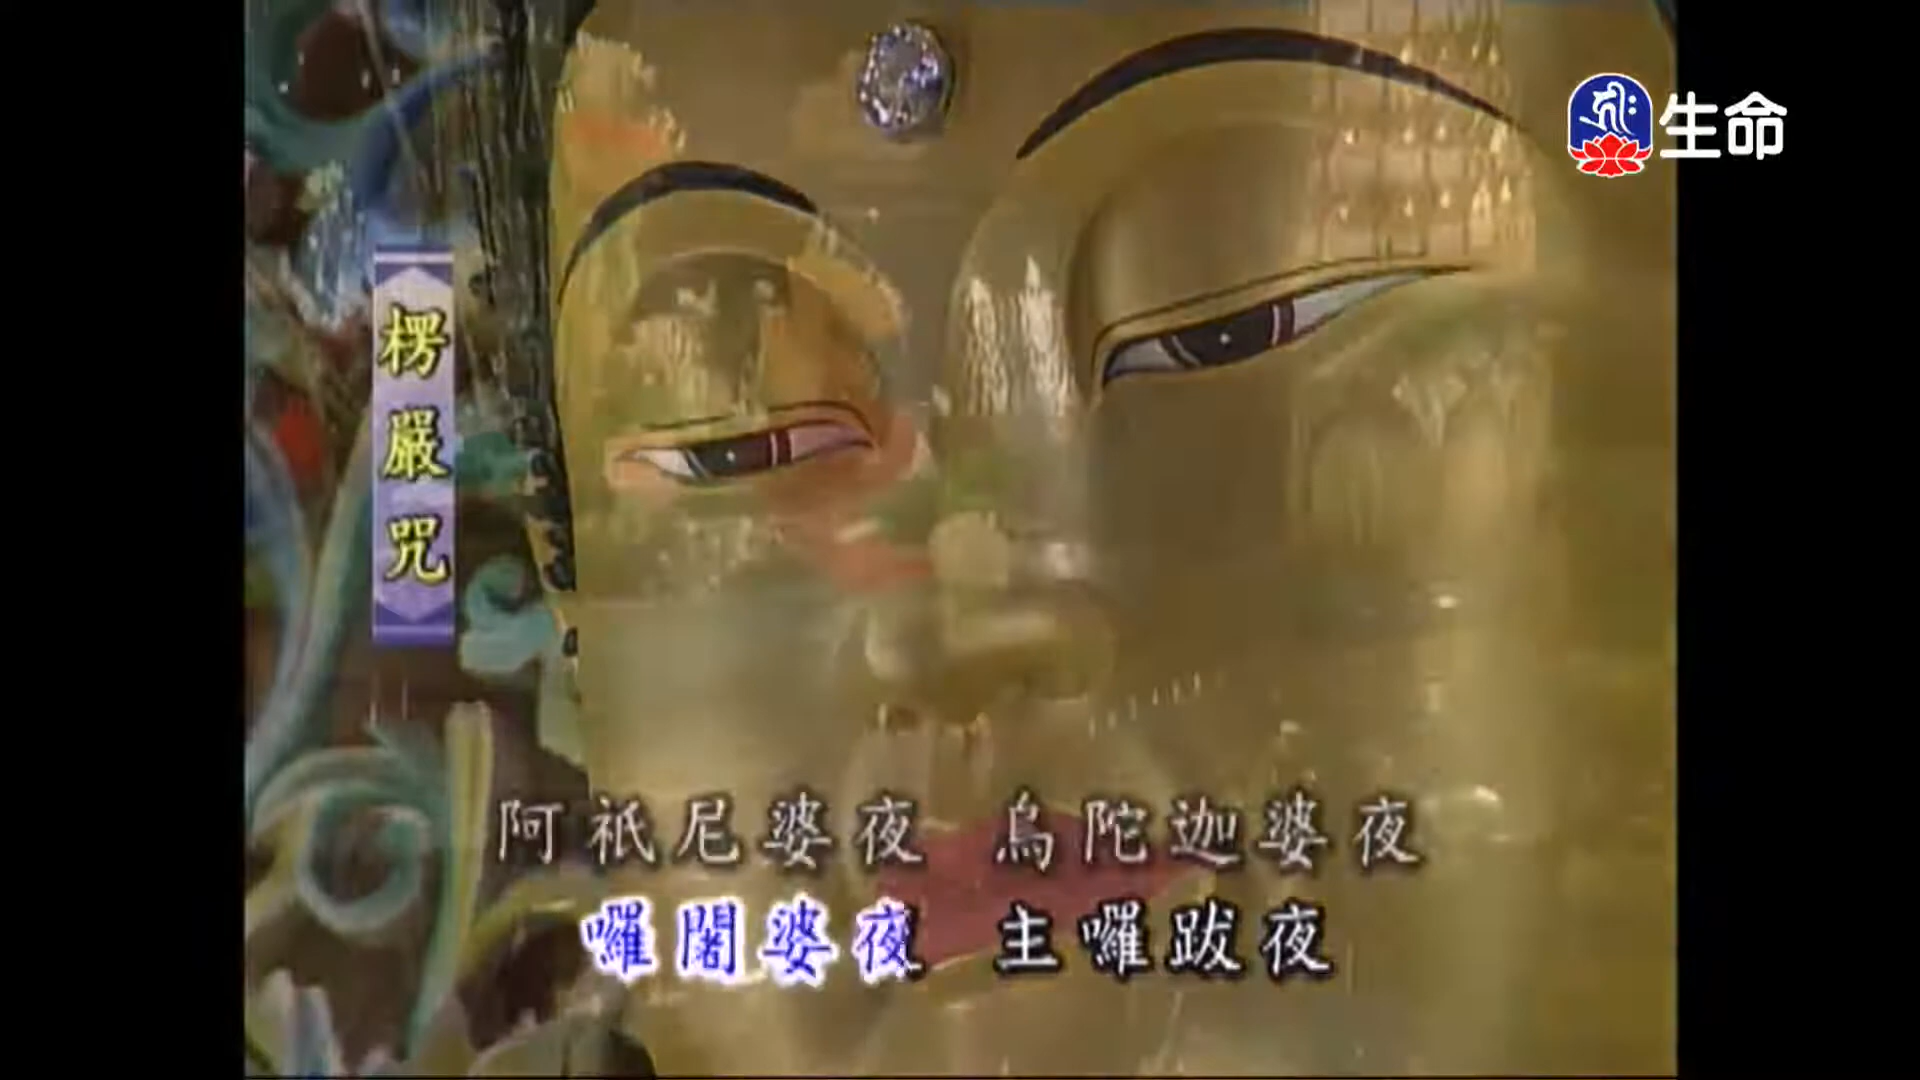 生命
楞嚴咒
阿祇尼婆夜 烏陀迦婆夜
囉闍婆夜 主囉跋夜